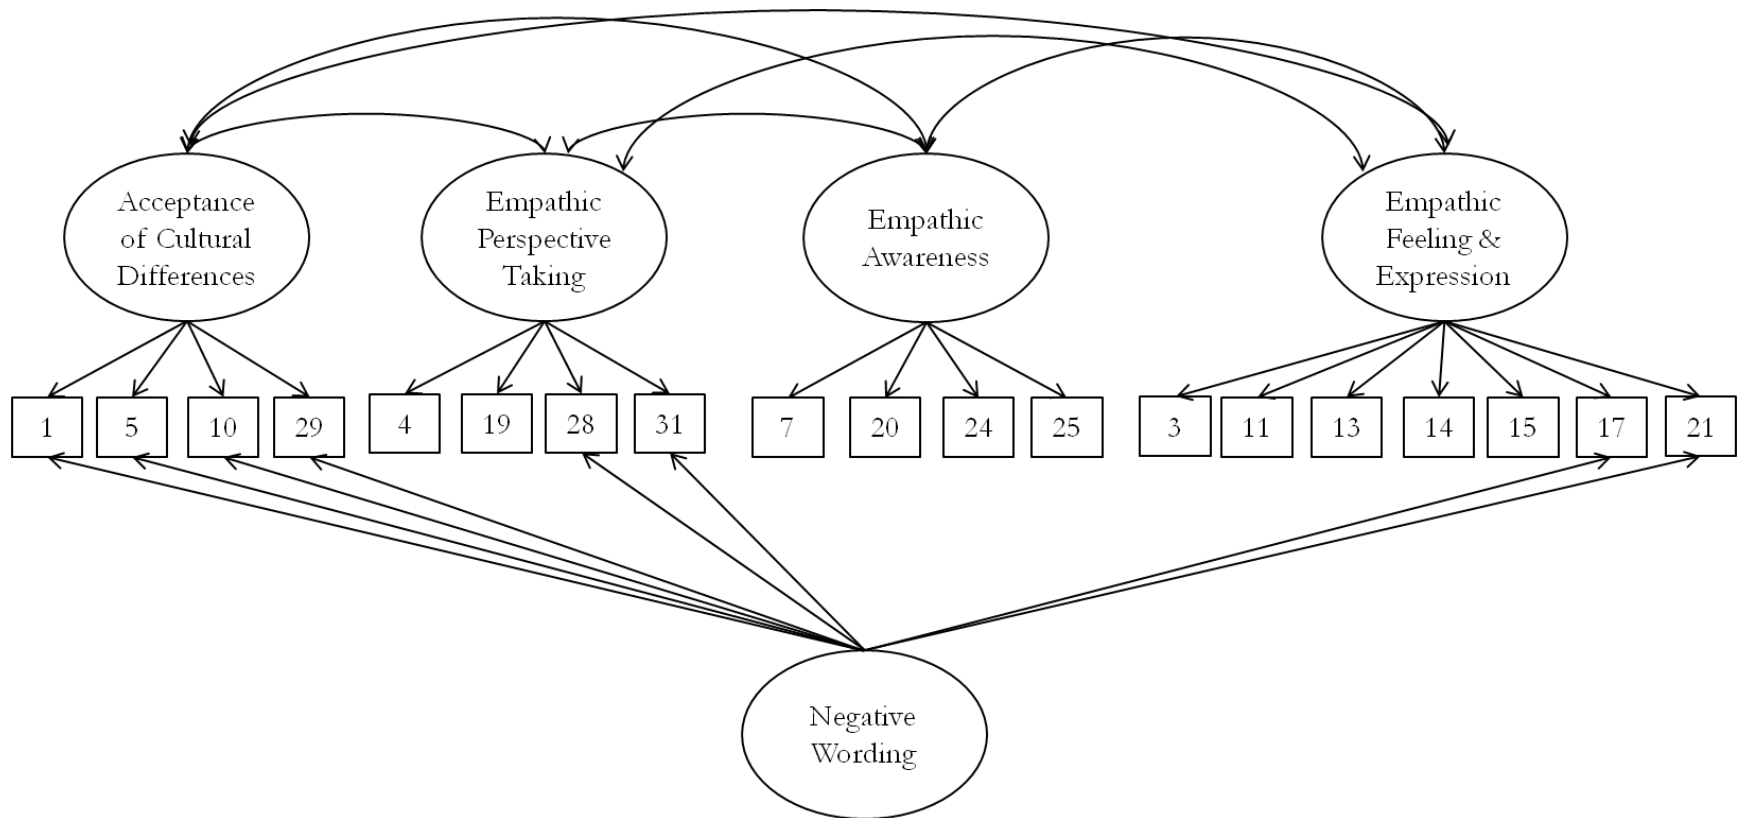 Acceptance
of Cultural
Differences
Empathic
Perspective
Taking
Empathic
Awareness
Empathic
Feeling &
Expression
1
5
10
29
4
19
28
31
7
20
24
25
3
11
13
14
15
17
21
Negative
Wording